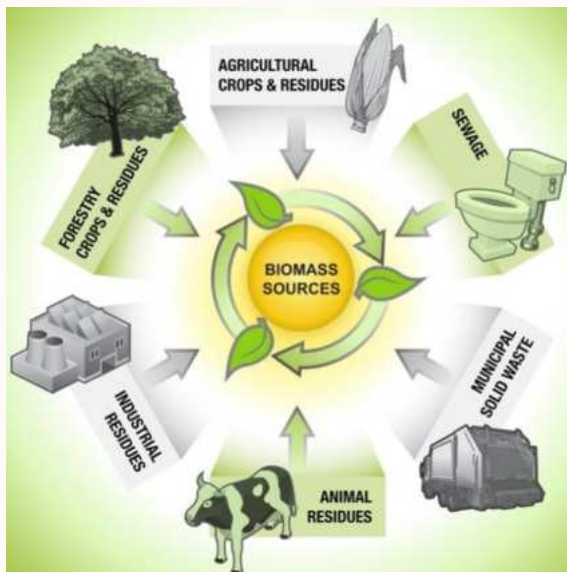 AGRICULTURAL
CROPS & RESIDUES
SEWAGE
MUNICIPAL
SOLID WASTE
ANIMAL
RESIDUES
INDUSTRIAL
RESIDUES
FORESTRY
CROPS & RESIDUES
BIOMASS
SOURCES